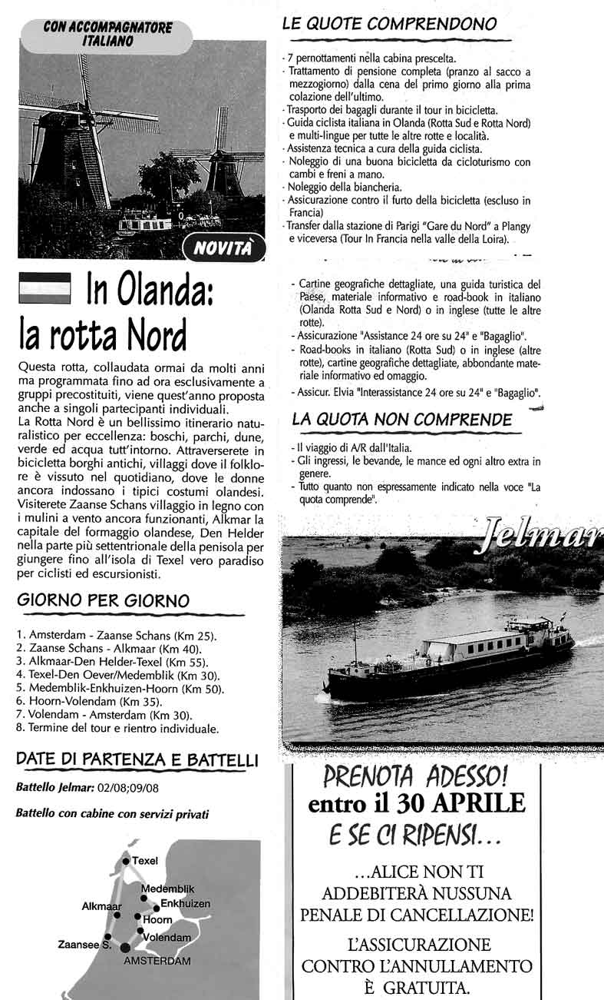 CON ACCOMPAGNATORE
ITALIANO
NOVITÀ
In Olanda:
la rotta Nord
Questa rotta, collaudata ormai da molti anni
ma programmata fino ad ora esclusivamente a
gruppi precostituiti, viene quest'anno proposta
anche a singoli partecipanti individuali.
La Rotta Nord è un bellissimo itinerario natu-
ralistico per eccellenza: boschi, parchi, dune,
verde ed acqua tutt'intorno. Attraverserete in
bicicletta borghi antichi, villaggi dove il folklo-
re è vissuto nel quotidiano, dove le donne
ancora indossano i tipici costumi olandesi.
Visiterete Zaanse Schans villaggio in legno con
i mulini a vento ancora funzionanti, Alkmar la
capitale del formaggio olandese, Den Helder
nella parte più settentrionale della penisola per
giungere fino all'isola di Texel vero paradiso
per ciclisti ed escursionisti.
GIORNO PER GIORNO
1. Amsterdam - Zaanse Schans (Km 25).
2. Zaanse Schans - Alkmaar (Km 40).
3. Alkmaar-Den Helder-Texel (Km 55).
4. Texel-Den Oever/Medemblik (Km 30).
5. Medemblik-Enkhuizen-Hoorn (Km 50).
6. Hoorn-Volendam (Km 35).
7. Volendam - Amsterdam (Km 30).
8. Termine del tour e rientro individuale.
DATE DI PARTENZA E BATTELLI
Battello Jelmar: 02/08;09/08
Battello con cabine con servizi privati
Texel
Medemblik
Alkmaar
Enkhuizen
Hoorn
Volendam
Zaansee S.
AMSTERDAM
LE QUOTE COMPRENDONO
· 7 pernottamenti nella cabina prescelta.
· Trattamento di pensione completa (pranzo al sacco a
mezzogiorno) dalla cena del primo giorno alla prima
colazione dell'ultimo.
· Trasporto dei bagagli durante il tour in bicicletta.
· Guida ciclista italiana in Olanda (Rotta Sud e Rotta Nord)
e multi-lingue per tutte le altre rotte e località.
· Assistenza tecnica a cura della guida ciclista.
· Noleggio di una buona bicicletta da cicloturismo con
cambi e freni a mano.
· Noleggio della biancheria.
· Assicurazione contro il furto della bicicletta (escluso in
Francia)
· Transfer dalla stazione di Parigi "Gare du Nord" a Plangy
e viceversa (Tour In Francia nella valle della Loira).
- Cartine geografiche dettagliate, una guida turistica del
Paese, materiale informativo e road-book in italiano
(Olanda Rotta Sud e Nord) o in inglese (tutte le altre
rotte).
- Assicurazione "Assistance 24 ore su 24" e "Bagaglio".
- Road-books in italiano (Rotta Sud) o in inglese (altre
rotte), cartine geografiche dettagliate, abbondante mate-
riale informativo ed omaggio.
- Assicur. Elvia "Interassistance 24 ore su 24" e "Bagaglio".
LA QUOTA NON COMPRENDE
- Il viaggio di A/R dall'Italia.
- Gli ingressi, le bevande, le mance ed ogni altro extra in
genere.
- Tutto quanto non espressamente indicato nella voce "La
quota comprende".
Jelmar
PRENOTA ADESSO!
entro il 30 APRILE
E SE CI RIPENSI...
...ALICE NON TI
ADDEBITERÀ NUSSUNA
PENALE DI CANCELLAZIONE!
L'ASSICURAZIONE
CONTRO L'ANNULLAMENTO
È GRATUITA.